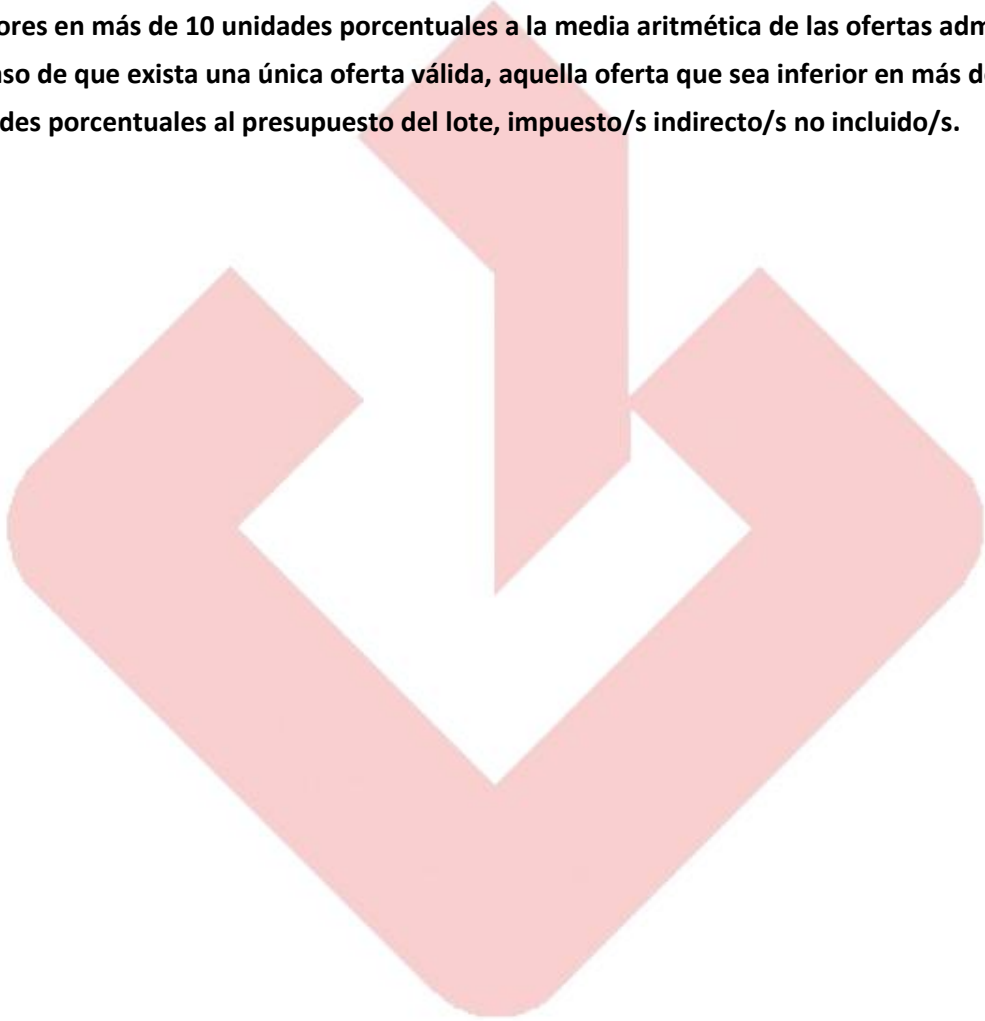 ores en más de 10 unidades porcentuales a la media aritmética de las ofertas adm
so de que exista una única oferta válida, aquella oferta que sea inferior en más d
des porcentuales al presupuesto del lote, impuesto/s indirecto/s no incluido/s.